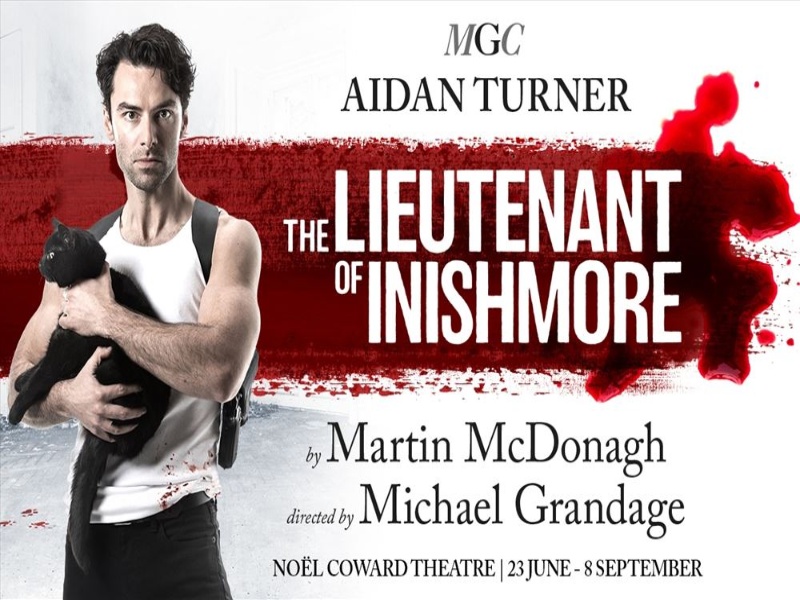 MGC
AIDAN TURNER
THE LIEUTENANT
OF INISHMORE
by Martin McDonagh
directed by Michael Grandage
NOËL COWARD THEATRE | 23 JUNE - 8 SEPTEMBER